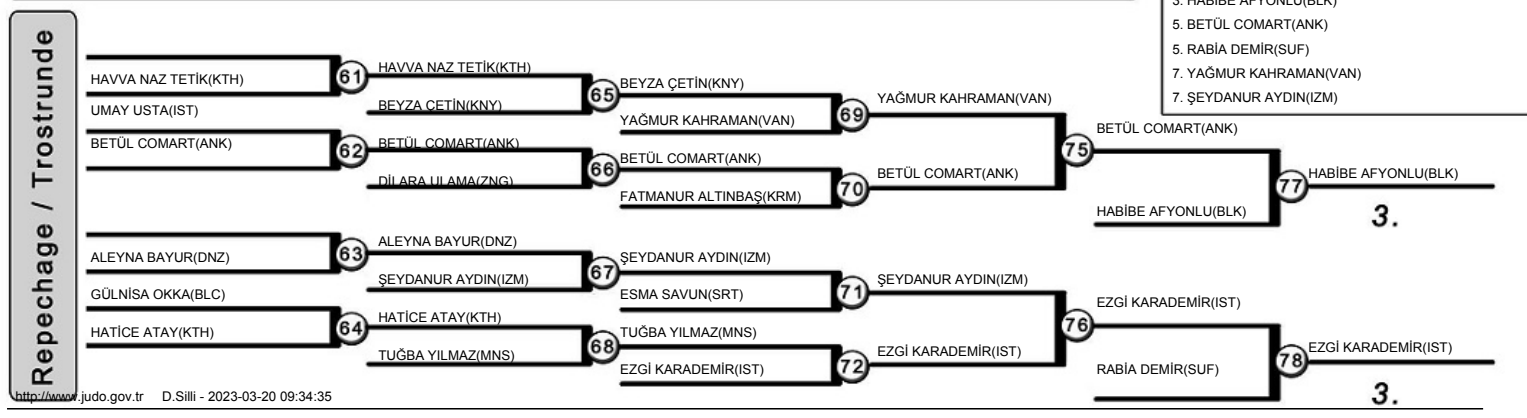 3. HABİBE AFYONLU(BLK)
5. BETÜL COMART(ANK)
5. RABİA DEMİR(SUF)
7. YAĞMUR KAHRAMAN(VAN)
7. ŞEYDANUR AYDIN(IZM)
Repechage / Trostrunde
HAVVA NAZ TETİK(KTH)
UMAY USTA(IST)
BETÜL COMART(ANK)
ALEYNA BAYUR(DNZ)
GÜLNİSA OKKA(BLC)
HATİCE ATAY(KTH)
61
62
63
64
HAVVA NAZ TETİK(KTH)
BEYZA ÇETİN(KNY)
BETÜL COMART(ANK)
DİLARA ULAMA(ZNG)
ALEYNA BAYUR(DNZ)
ŞEYDANUR AYDIN(IZM)
HATİCE ATAY(KTH)
TUĞBA YILMAZ(MNS)
65
66
67
68
BEYZA ÇETİN(KNY)
YAĞMUR KAHRAMAN(VAN)
BETÜL COMART(ANK)
FATMANUR ALTINBAŞ(KRM)
ŞEYDANUR AYDIN(IZM)
ESMA SAVUN(SRT)
TUĞBA YILMAZ(MNS)
EZGİ KARADEMİR(IST)
69
70
71
72
YAĞMUR KAHRAMAN(VAN)
BETÜL COMART(ANK)
ŞEYDANUR AYDIN(IZM)
EZGİ KARADEMİR(IST)
75
76
BETÜL COMART(ANK)
HABİBE AFYONLU(BLK)
EZGİ KARADEMİR(IST)
RABİA DEMİR(SUF)
77
78
HABİBE AFYONLU(BLK)
3.
EZGİ KARADEMİR(IST)
3.
http://www.judo.gov.tr D.Silli - 2023-03-20 09:34:35